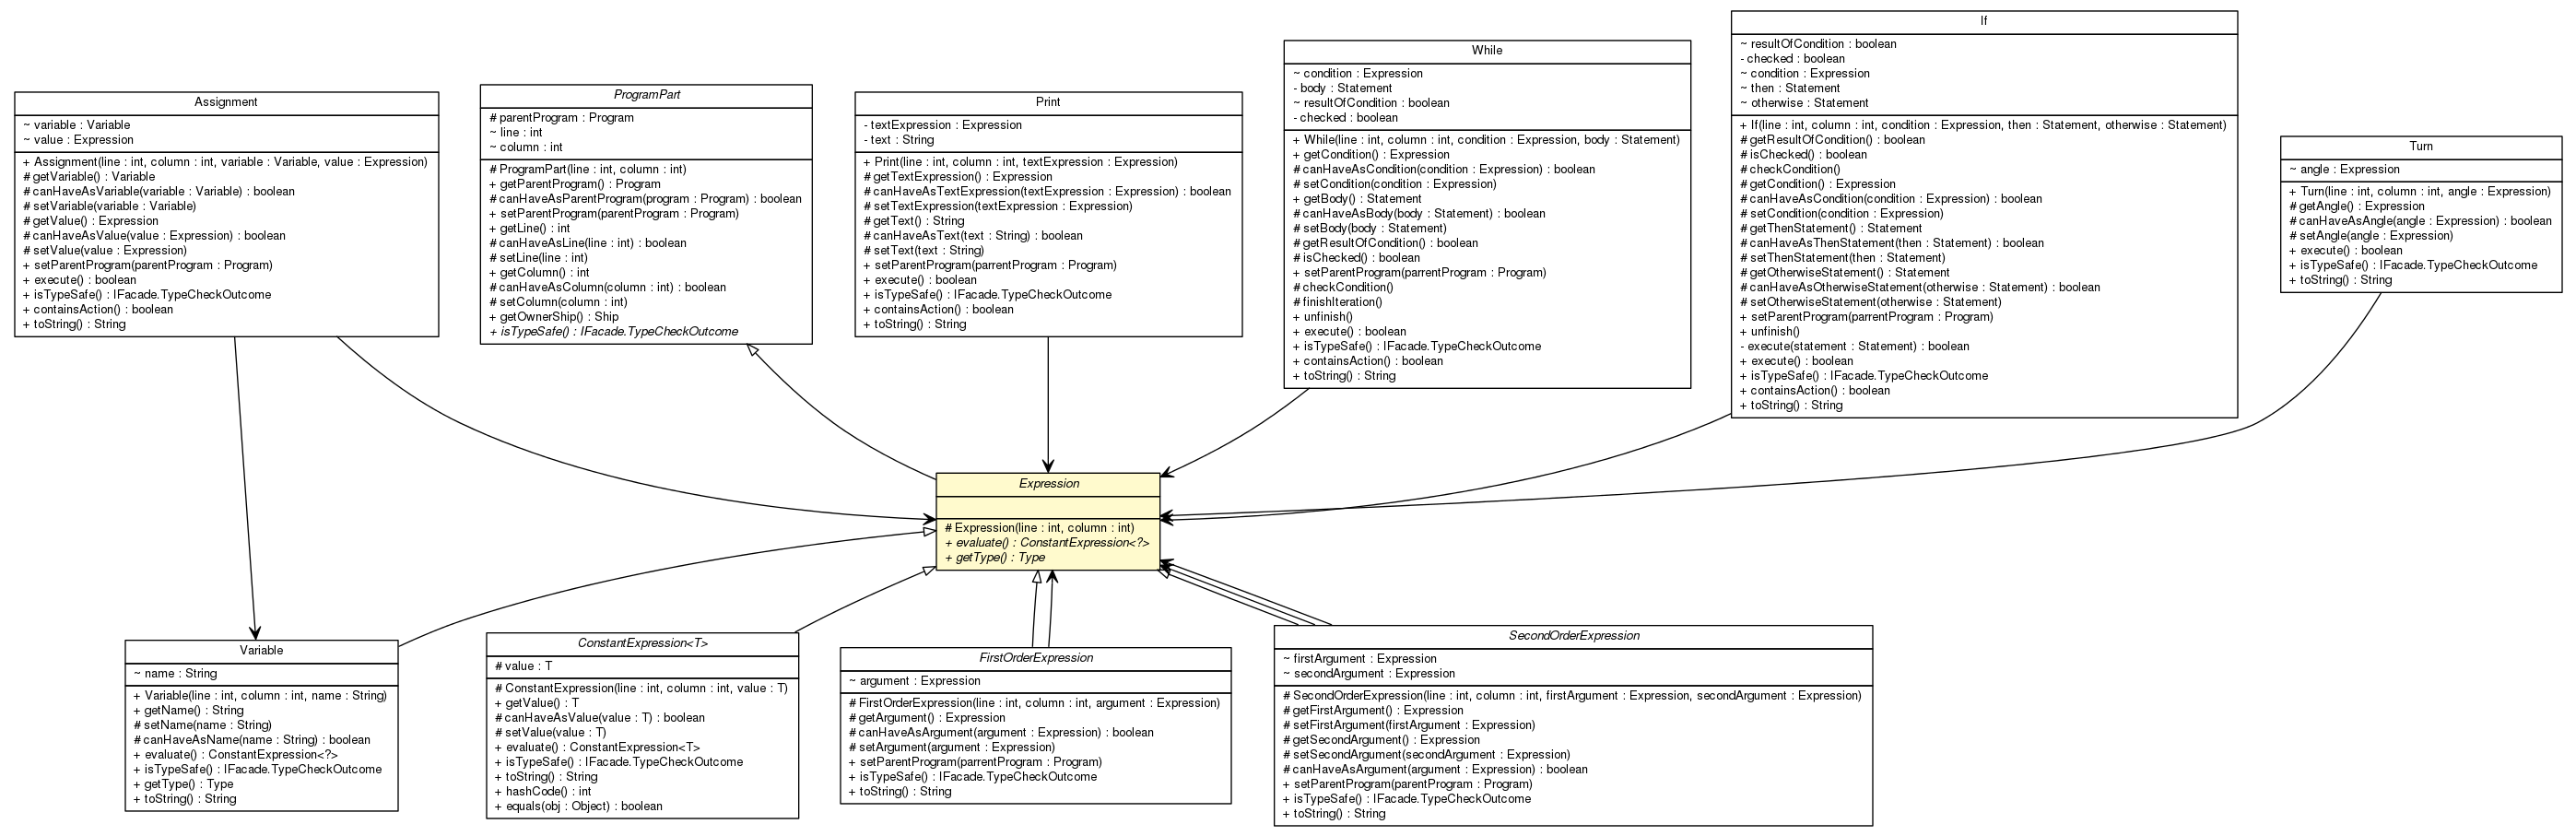 Assignment
~ variable : Variable
~ value : Expression
+ Assignment(line : int, column : int, variable : Variable, value : Expression)
# getVariable() : Variable
# canHaveAsVariable(variable : Variable) : boolean
# setVariable(variable : Variable)
# getValue() : Expression
# canHaveAsValue(value : Expression) : boolean
# setValue(value : Expression)
+ setParentProgram(parentProgram : Program)
+ execute() : boolean
+ isTypeSafe() : IFacade.TypeCheckOutcome
+ containsAction() : boolean
+ toString() : String
ProgramPart
# parentProgram : Program
~ line : int
~ column : int
# ProgramPart(line : int, column : int)
+ getParentProgram() : Program
# canHaveAsParentProgram(program : Program) : boolean
+ setParentProgram(parentProgram : Program)
+ getLine() : int
# canHaveAsLine(line : int) : boolean
# setLine(line : int)
+ getColumn() : int
# canHaveAsColumn(column : int) : boolean
# setColumn(column : int)
+ getOwnerShip() : Ship
+ isTypeSafe() : IFacade.TypeCheckOutcome
Print
- textExpression : Expression
- text : String
+ Print(line : int, column : int, textExpression : Expression)
# getTextExpression() : Expression
# canHaveAsTextExpression(textExpression : Expression) : boolean
# setTextExpression(textExpression : Expression)
# getText() : String
# canHaveAsText(text : String) : boolean
# setText(text : String)
+ setParentProgram(parrentProgram : Program)
+ execute() : boolean
+ isTypeSafe() : IFacade.TypeCheckOutcome
+ containsAction() : boolean
+ toString() : String
While
~ condition : Expression
- body : Statement
~ resultOfCondition : boolean
- checked : boolean
+ While(line : int, column : int, condition : Expression, body : Statement)
+ getCondition() : Expression
# canHaveAsCondition(condition : Expression) : boolean
# setCondition(condition : Expression)
+ getBody() : Statement
# canHaveAsBody(body : Statement) : boolean
# setBody(body : Statement)
# getResultOfCondition() : boolean
# isChecked() : boolean
+ setParentProgram(parrentProgram : Program)
# checkCondition()
# finishIteration()
+ unfinish()
+ execute() : boolean
+ isTypeSafe() : IFacade.TypeCheckOutcome
+ containsAction() : boolean
+ toString() : String
If
~ resultOfCondition : boolean
- checked : boolean
~ condition : Expression
~ then : Statement
~ otherwise : Statement
+ If(line : int, column : int, condition : Expression, then : Statement, otherwise : Statement)
# getResultOfCondition() : boolean
# isChecked() : boolean
# checkCondition()
# getCondition() : Expression
# canHaveAsCondition(condition : Expression) : boolean
# setCondition(condition : Expression)
# getThenStatement() : Statement
# canHaveAsThenStatement(then : Statement) : boolean
# setThenStatement(then : Statement)
# getOtherwiseStatement() : Statement
# canHaveAsOtherwiseStatement(otherwise : Statement) : boolean
# setOtherwiseStatement(otherwise : Statement)
+ setParentProgram(parrentProgram : Program)
+ unfinish()
- execute(statement : Statement) : boolean
+ execute() : boolean
+ isTypeSafe() : IFacade.TypeCheckOutcome
+ containsAction() : boolean
+ toString() : String
Turn
~ angle : Expression
+ Turn(line : int, column : int, angle : Expression)
# getAngle() : Expression
# canHaveAsAngle(angle : Expression) : boolean
# setAngle(angle : Expression)
+ execute() : boolean
+ isTypeSafe() : IFacade.TypeCheckOutcome
+ toString() : String
Expression
# Expression(line : int, column : int)
+ evaluate() : ConstantExpression<?>
+ getType() : Type
Variable
~ name : String
+ Variable(line : int, column : int, name : String)
+ getName() : String
# setName(name : String)
# canHaveAsName(name : String) : boolean
+ evaluate() : ConstantExpression<?>
+ isTypeSafe() : IFacade.TypeCheckOutcome
+ getType() : Type
+ toString() : String
ConstantExpression<T>
# value : T
# ConstantExpression(line : int, column : int, value : T)
+ getValue() : T
# canHaveAsValue(value : T) : boolean
# setValue(value : T)
+ evaluate() : ConstantExpression<T>
+ isTypeSafe() : IFacade.TypeCheckOutcome
+ toString() : String
+ hashCode() : int
+ equals(obj : Object) : boolean
FirstOrderExpression
~ argument : Expression
# FirstOrderExpression(line : int, column : int, argument : Expression)
# getArgument() : Expression
# canHaveAsArgument(argument : Expression) : boolean
# setArgument(argument : Expression)
+ setParentProgram(parrentProgram : Program)
+ isTypeSafe() : IFacade.TypeCheckOutcome
+ toString() : String
SecondOrderExpression
~ firstArgument : Expression
~ secondArgument : Expression
# SecondOrderExpression(line : int, column : int, firstArgument : Expression, secondArgument : Expression)
# getFirstArgument() : Expression
# setFirstArgument(firstArgument : Expression)
# getSecondArgument() : Expression
# setSecondArgument(secondArgument : Expression)
# canHaveAsArgument(argument : Expression) : boolean
+ setParentProgram(parentProgram : Program)
+ isTypeSafe() : IFacade.TypeCheckOutcome
+ toString() : String